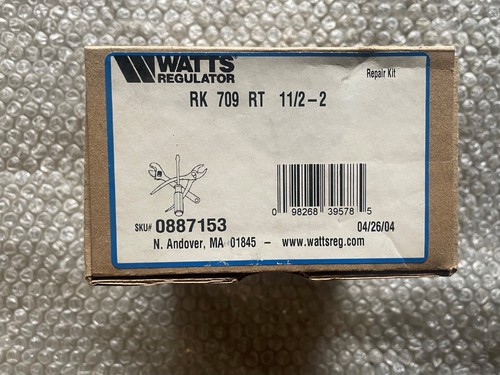 WATTS
REGULATOR
Repair Kit
RK 709 RT 11/2-2
0 98268 39578 5
SKU# 0887153
04/26/04
N. Andover, MA 01845 - www.wattsreg.com